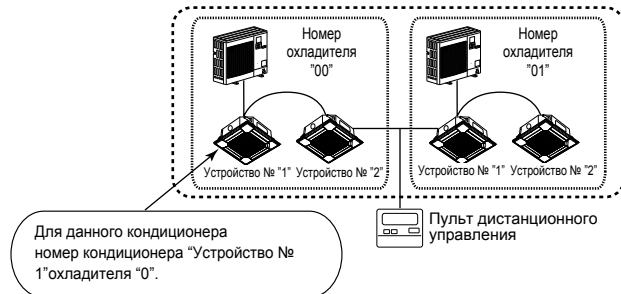 Номер
охладителя
"00"
Номер
охладителя
"01"
Устройство № "1" Устройство № "2"
Устройство № "1" Устройство № "2"
Для данного кондиционера
номер кондиционера “Устройство №
1”охладителя “0”.
Пульт дистанционного
управления